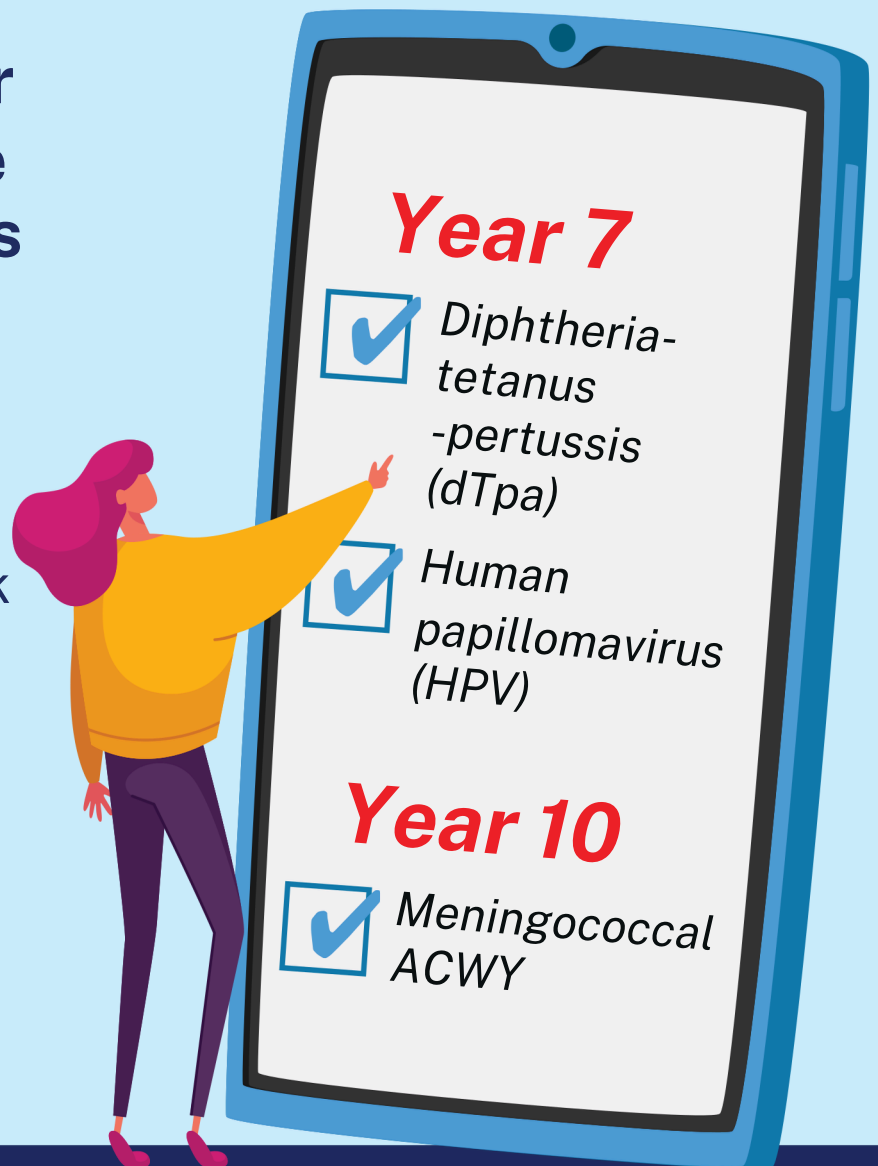 Year 7
Diphtheria-
tetanus
-pertussis
(dTpa)
Human
papillomavirus
(HPV)
Year 10
Meningococcal
ACWY